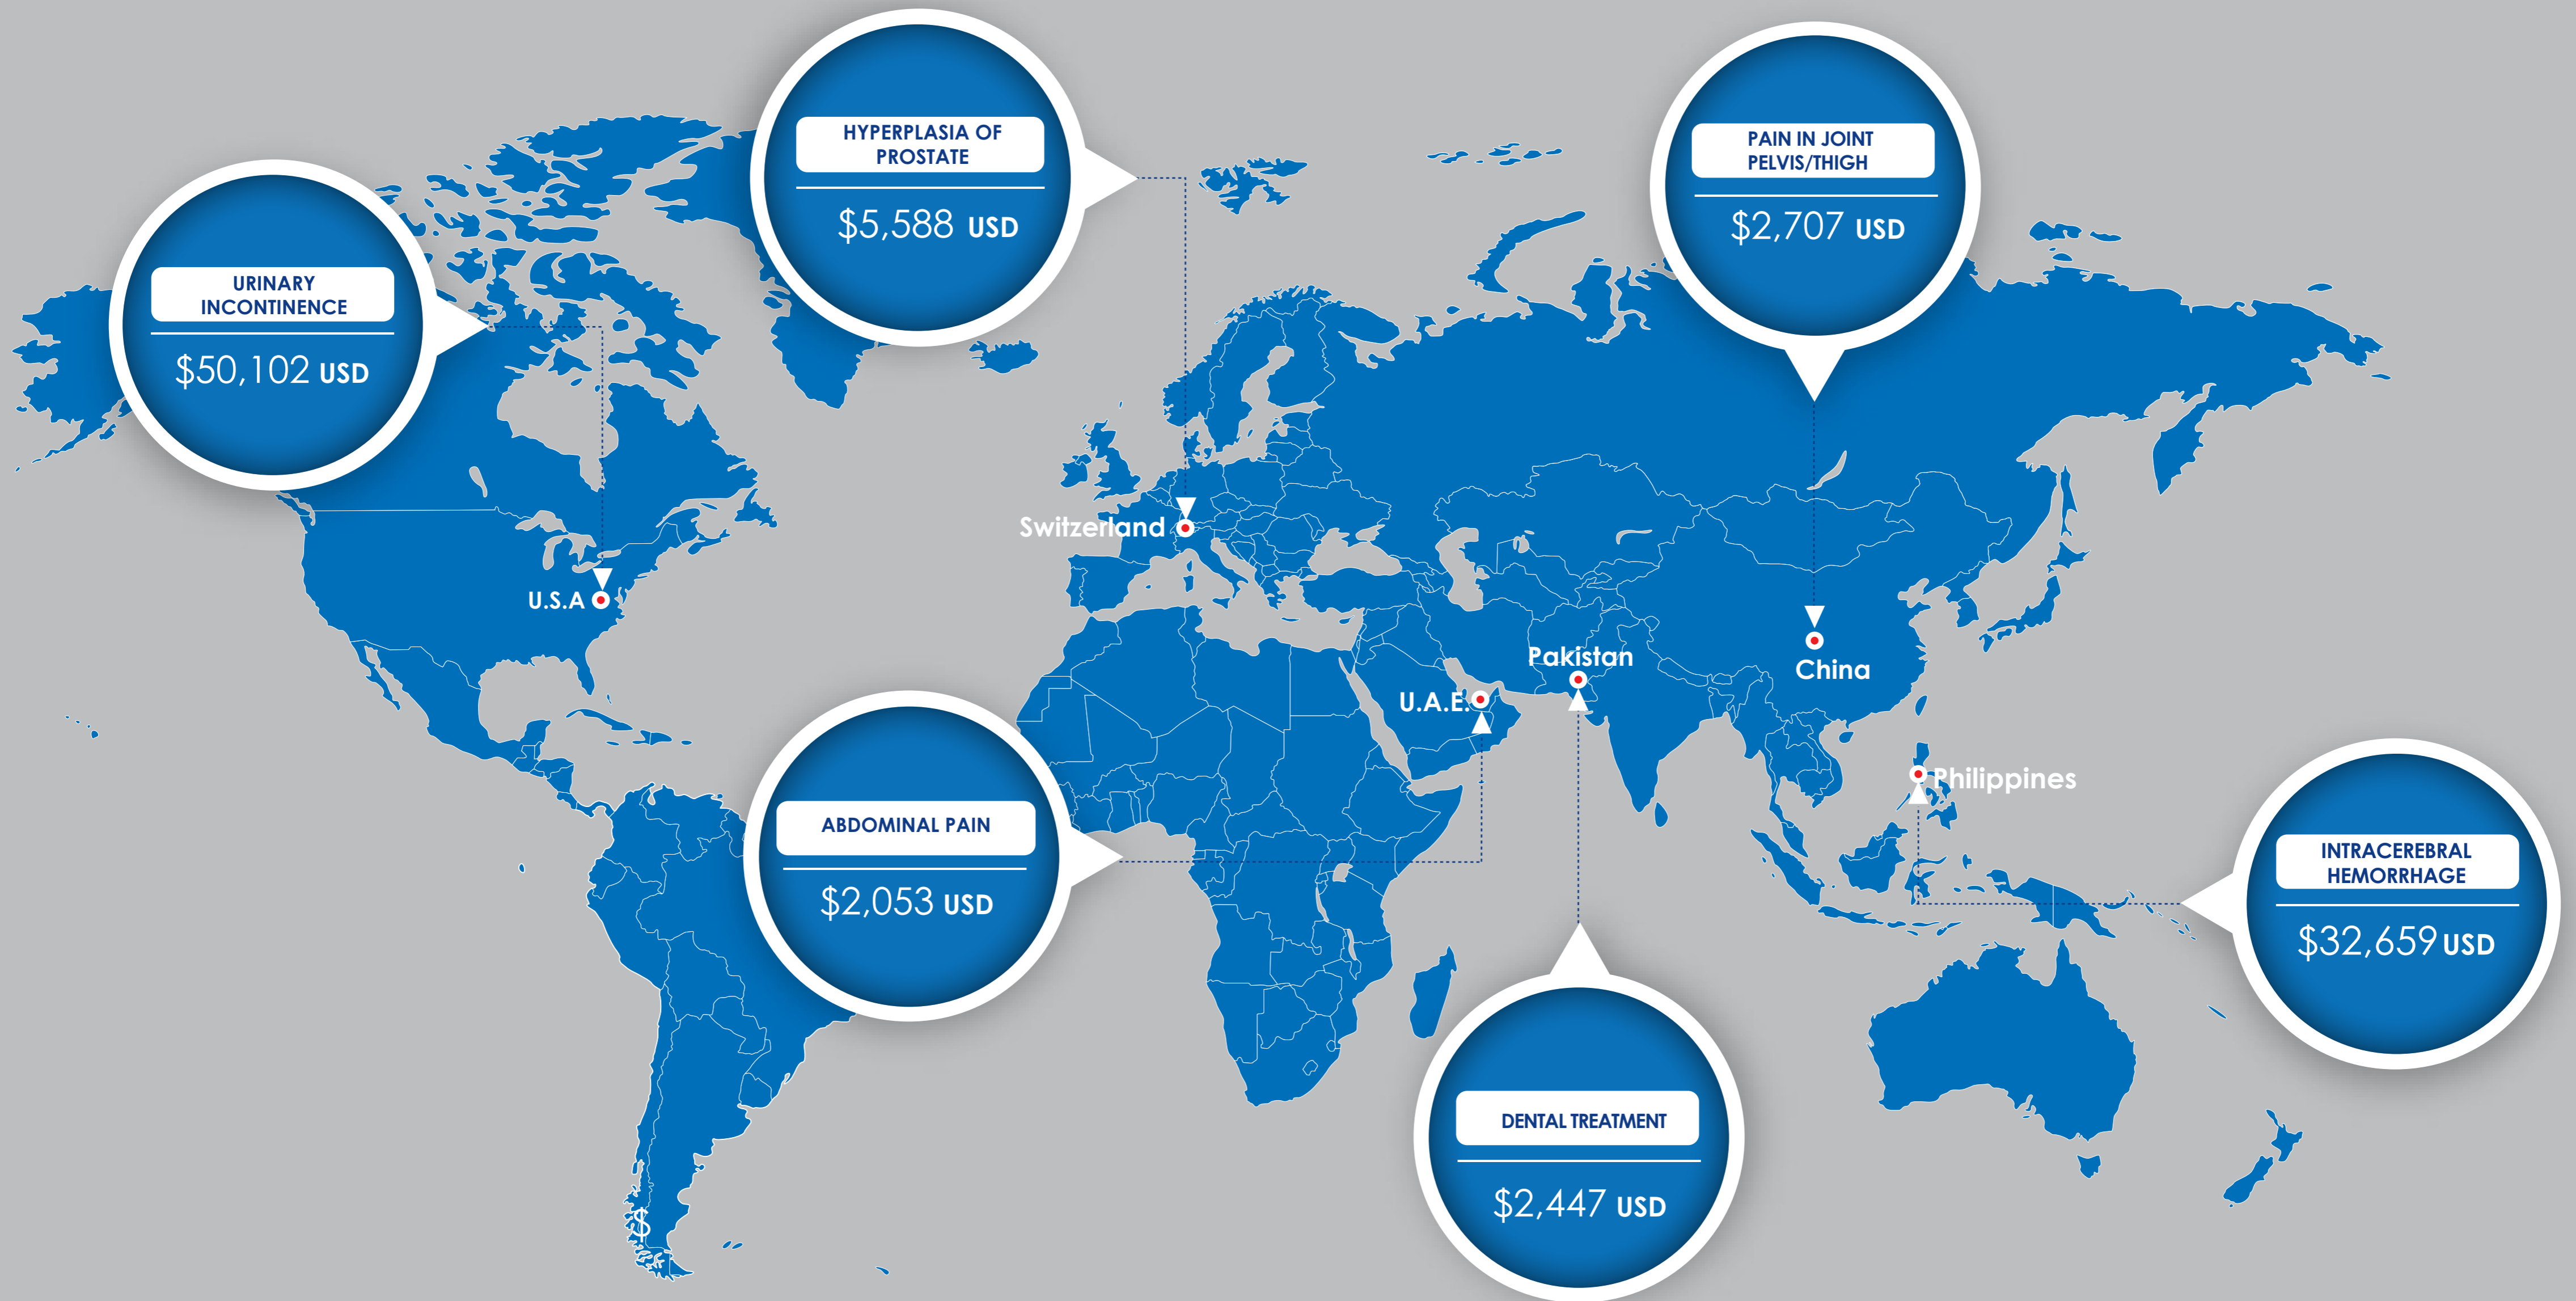 HYPERPLASIA OF
PROSTATE
$5,588 USD
PAIN IN JOINT
PELVIS/THIGH
$2,707 USD
URINARY
INCONTINENCE
$50,102 USD
Switzerland
U.S.A
Pakistan
China
U.A.E.
Philippines
ABDOMINAL PAIN
$2,053 USD
INTRACEREBRAL
HEMORRHAGE
$32,659 USD
DENTAL TREATMENT
$2,447 USD
$